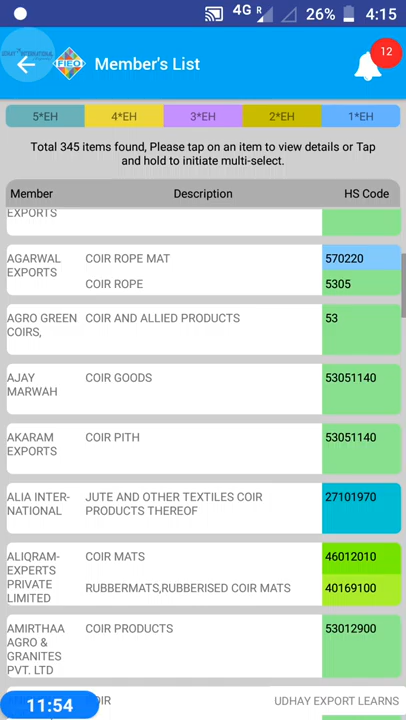 4G R 26% 4:15
FIEO Member's List 12
5*EH 4*EH 3*EH 2*EH 1*EH
Total 345 items found, Please tap on an item to view details or Tap
and hold to initiate multi-select.
Member Description HS Code
EXPORTS
AGARWAL COIR ROPE MAT 570220
EXPORTS
COIR ROPE 5305
AGRO GREEN COIR AND ALLIED PRODUCTS 53
COIRS,
AJAY COIR GOODS 53051140
MARWAH
AKARAM COIR PITH 53051140
EXPORTS
ALIA INTER- JUTE AND OTHER TEXTILES COIR 27101970
NATIONAL PRODUCTS THEREOF
ALIQRAM- COIR MATS 46012010
EXPERTS
PRIVATE RUBBERMATS,RUBBERISED COIR MATS 40169100
LIMITED
AMIRTHAA COIR PRODUCTS 53012900
AGRO &
GRANITES
PVT. LTD
11:54 UDHAY EXPORT LEARNS